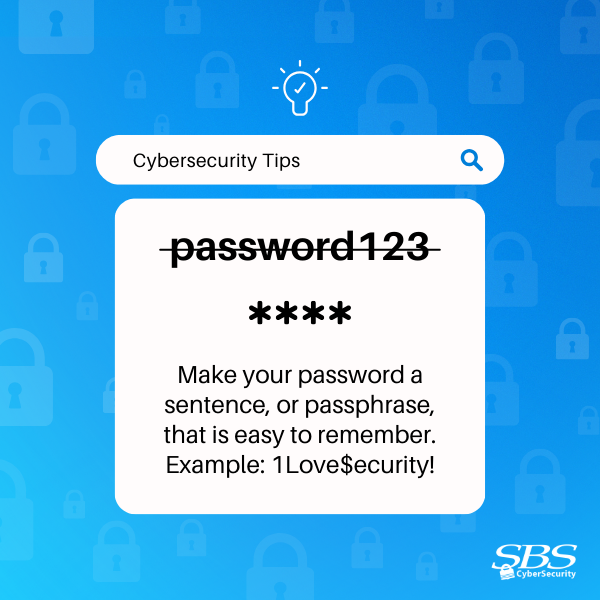 Cybersecurity Tips
password123
****
Make your password a
sentence, or passphrase,
that is easy to remember.
Example: 1Love$ecurity!
SBS
CyberSecurity